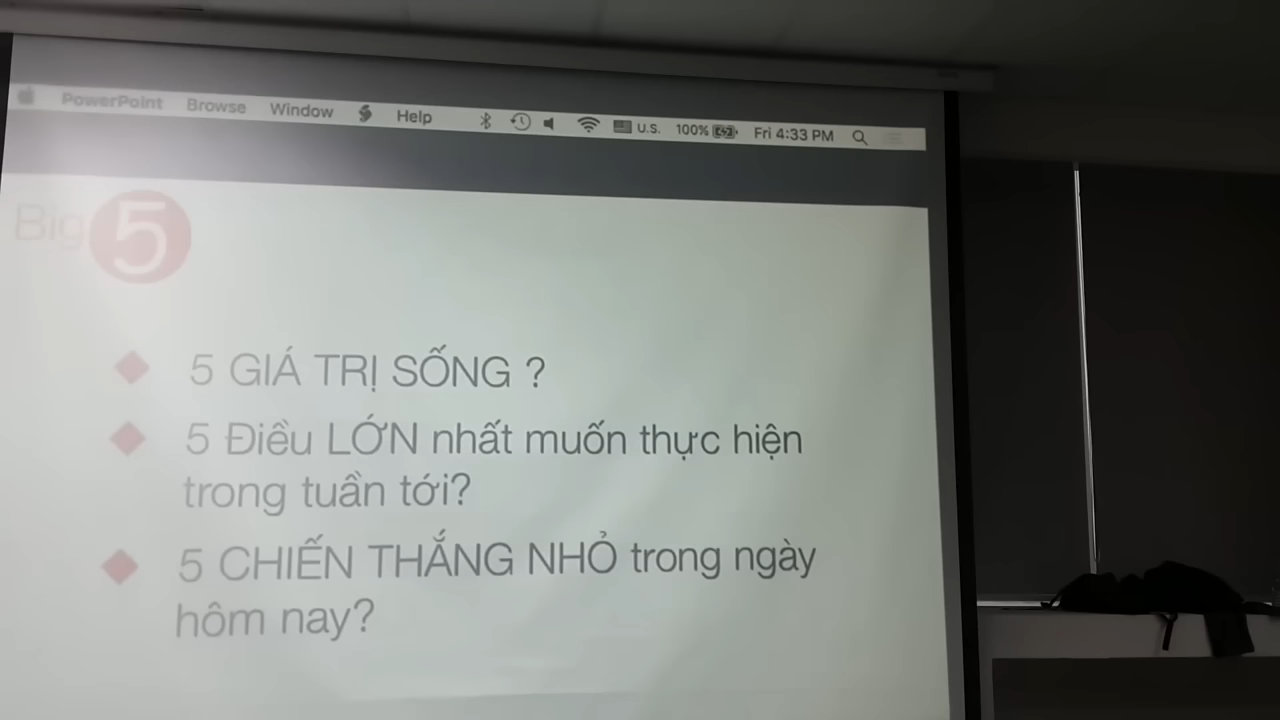 PowerPoint Browse Window Help U.S. 100% Fri 4:33 PM
Big 5
5 GIÁ TRỊ SỐNG ?
5 Điều LỚN nhất muốn thực hiện
trong tuần tới?
5 CHIẾN THẮNG NHỎ trong ngày
hôm nay?